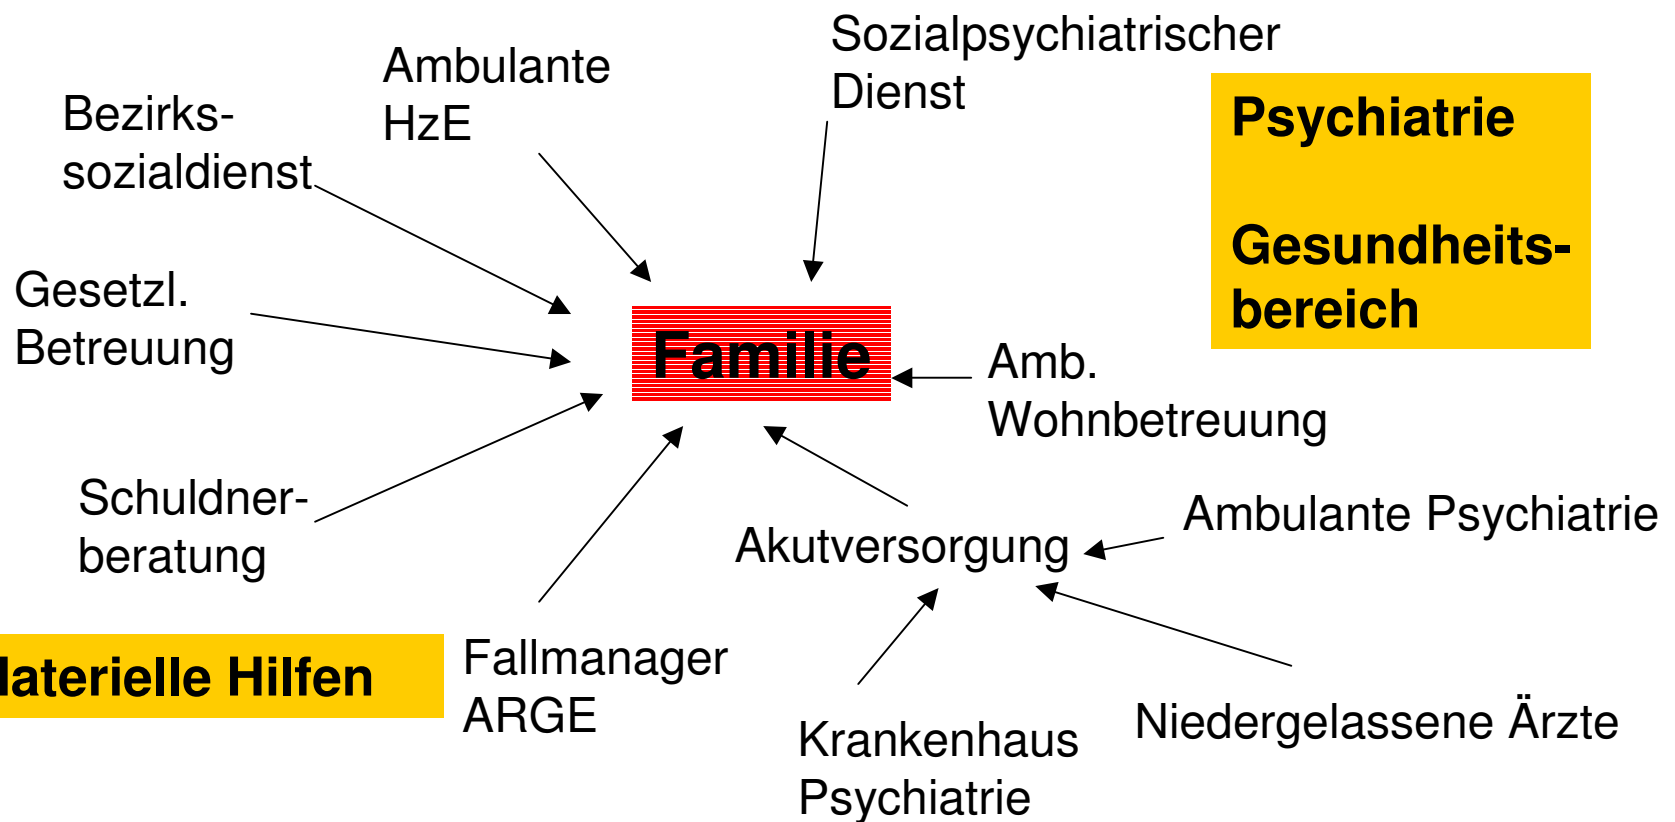 Sozialpsychiatrischer
Dienst
Ambulante
HzE
Bezirks-
sozialdienst
Psychiatrie
Gesundheits-
bereich
Gesetzl.
Betreuung
Familie
Amb.
Wohnbetreuung
Schuldner-
beratung
Akutversorgung
Ambulante Psychiatrie
Hilfen
Fallmanager
ARGE
Niedergelassene Ärzte
Krankenhaus
Psychiatrie